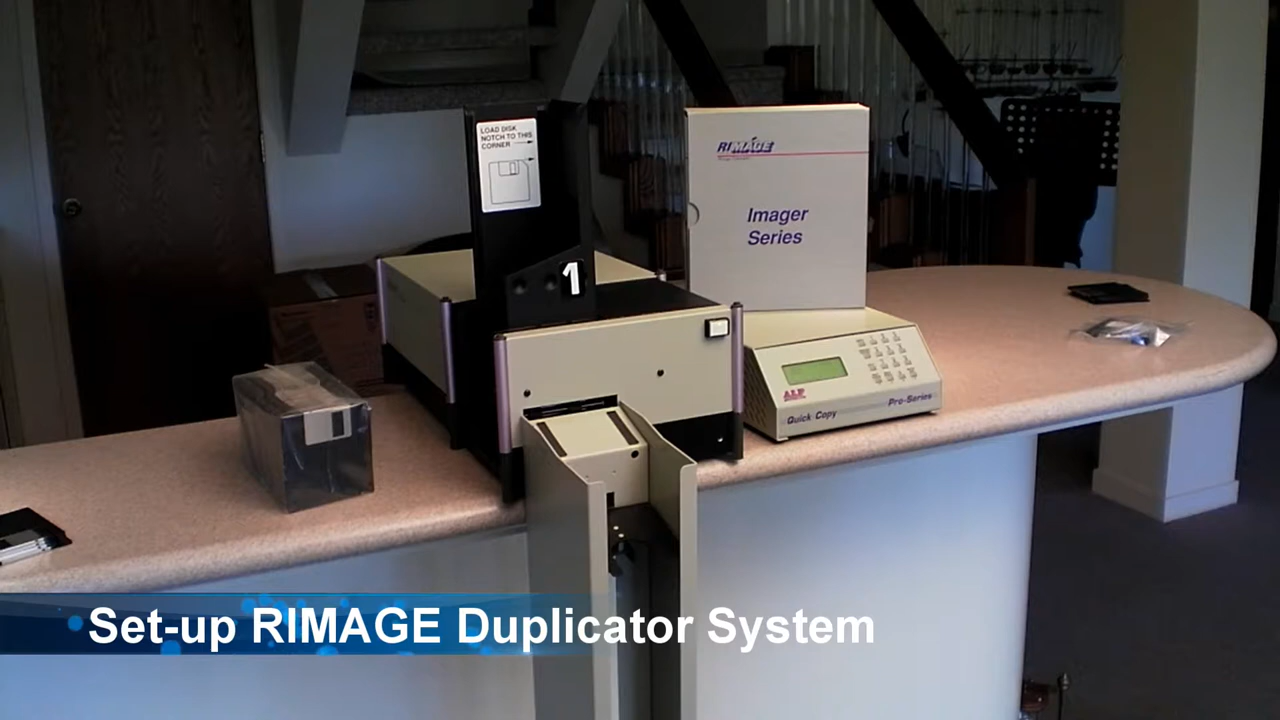 LOAD DISK
NOTCH TO THIS
CORNER
1
RIMAGE
Imager
Series
ALP
Quick Copy
Pro-Series
Set-up RIMAGE Duplicator System